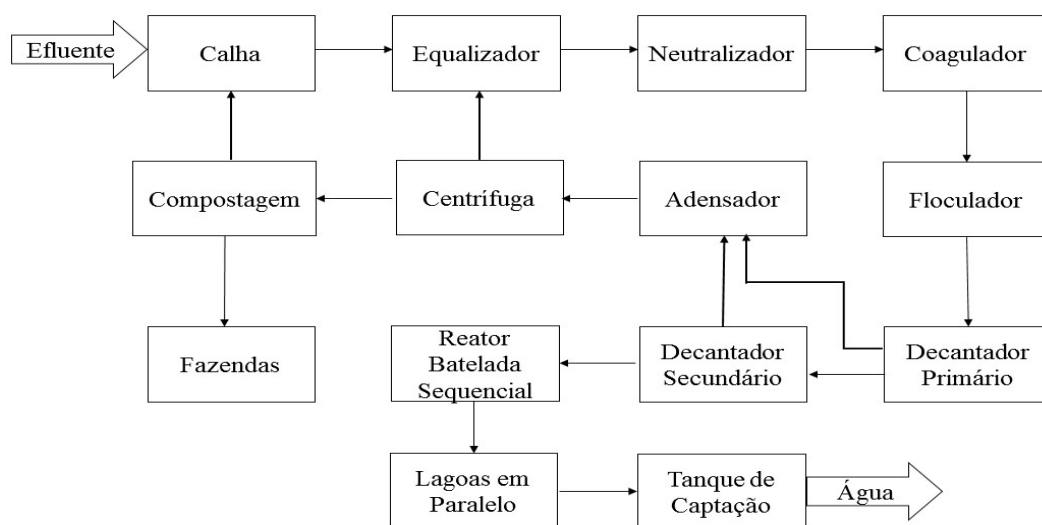 Efluente
Calha
Equalizador
Neutralizador
Coagulador
Compostagem
Centrífuga
Adensador
Floculador
Fazendas
Reator
Batelada
Sequencial
Decantador
Secundário
Decantador
Primário
Lagoas em
Paralelo
Tanque de
Captação
Água